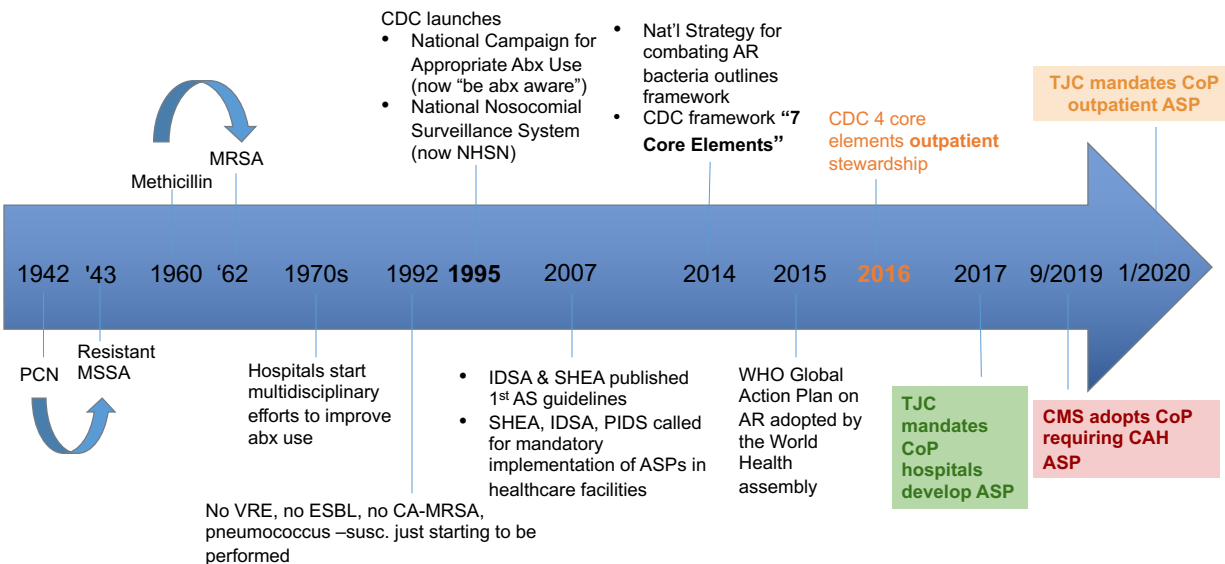 CDC launches
• National Campaign for
Appropriate Abx Use
(now “be abx aware”)
• National Nosocomial
Surveillance System
(now NHSN)
• Nat’l Strategy for
combating AR
bacteria outlines
framework
• CDC framework “7
Core Elements”
CDC 4 core
elements outpatient
stewardship
TJC mandates CoP
outpatient ASP
MRSA
Methicillin
1942 '43 1960 ‘62 1970s 1992 1995 2007 2014 2015 2016 2017 9/2019 1/2020
PCN
Resistant
MSSA
Hospitals start
multidisciplinary
efforts to improve
abx use
No VRE, no ESBL, no CA-MRSA,
pneumococcus –susc. just starting to be
performed
• IDSA & SHEA published
1st AS guidelines
• SHEA, IDSA, PIDS called
for mandatory
implementation of ASPs in
healthcare facilities
WHO Global
Action Plan on
AR adopted by
the World
Health
assembly
TJC
mandates
CoP
hospitals
develop ASP
CMS adopts CoP
requiring CAH
ASP